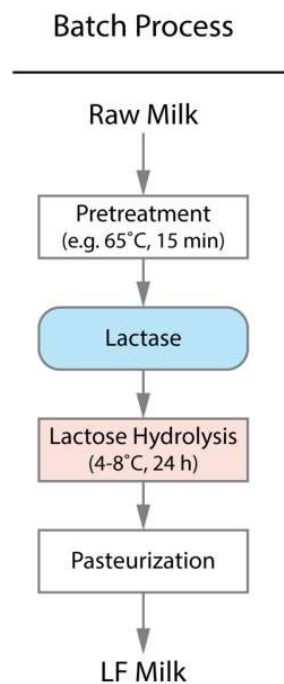 Batch Process
Raw Milk
Pretreatment
(e.g. 65˚C, 15 min)
Lactase
Lactose Hydrolysis
(4-8˚C, 24 h)
Pasteurization
LF Milk